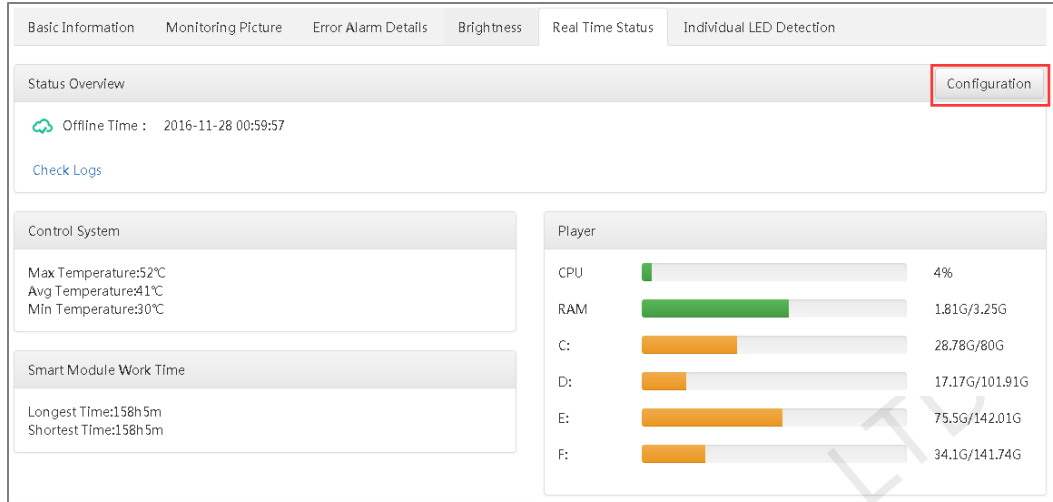 Basic Information Monitoring Picture Error Alarm Details Brightness Real Time Status Individual LED Detection
Status Overview Configuration
Offline Time : 2016-11-28 00:59:57
Check Logs
Control System
Max Temperature:52℃
Avg Temperature:41℃
Min Temperature:30℃
Smart Module Work Time
Longest Time:158h5m
Shortest Time:158h5m
Player
CPU 4%
RAM 1.81G/3.25G
C: 28.78G/80G
D: 17.17G/101.91G
E: 75.5G/142.01G
F: 34.1G/141.74G
LTD